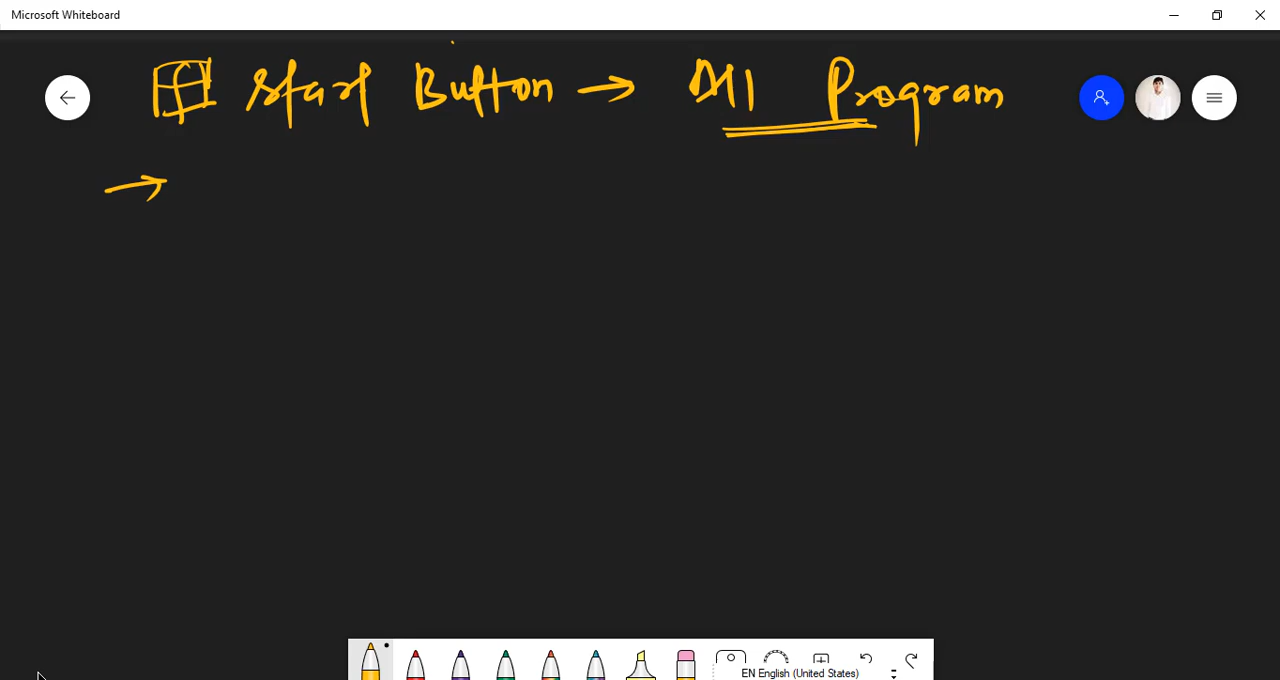 Microsoft Whiteboard
Start Button → All Program
→
EN English (United States)